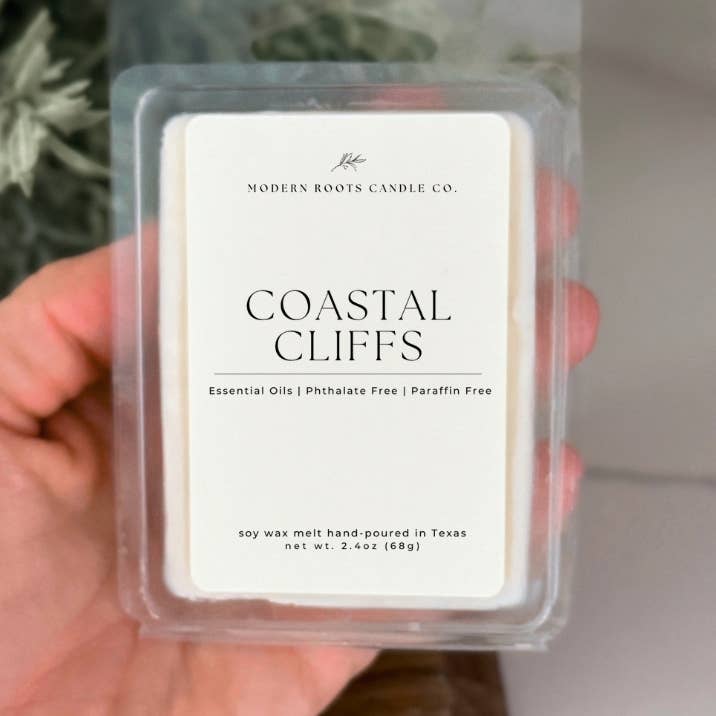 MODERN ROOTS CANDLE CO.
COASTAL
CLIFFS
Essential Oils | Phthalate Free | Paraffin Free
soy wax melt hand-poured in Texas
net wt. 2.4oz (68g)